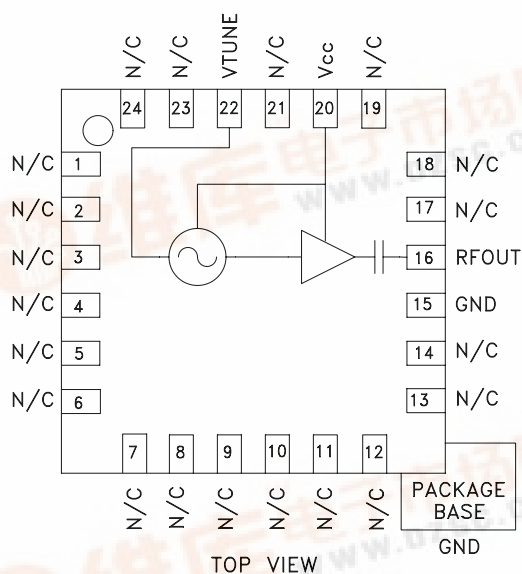 N/C N/C VTUNE N/C Vcc N/C
24 23 22 21 20 19
N/C 1
N/C 2
N/C 3
N/C 4
N/C 5
N/C 6
18 N/C
17 N/C
16 RFOUT
15 GND
14 N/C
13 N/C
7 8 9 10 11 12
N/C N/C N/C N/C N/C N/C
PACKAGE
BASE
GND
TOP VIEW